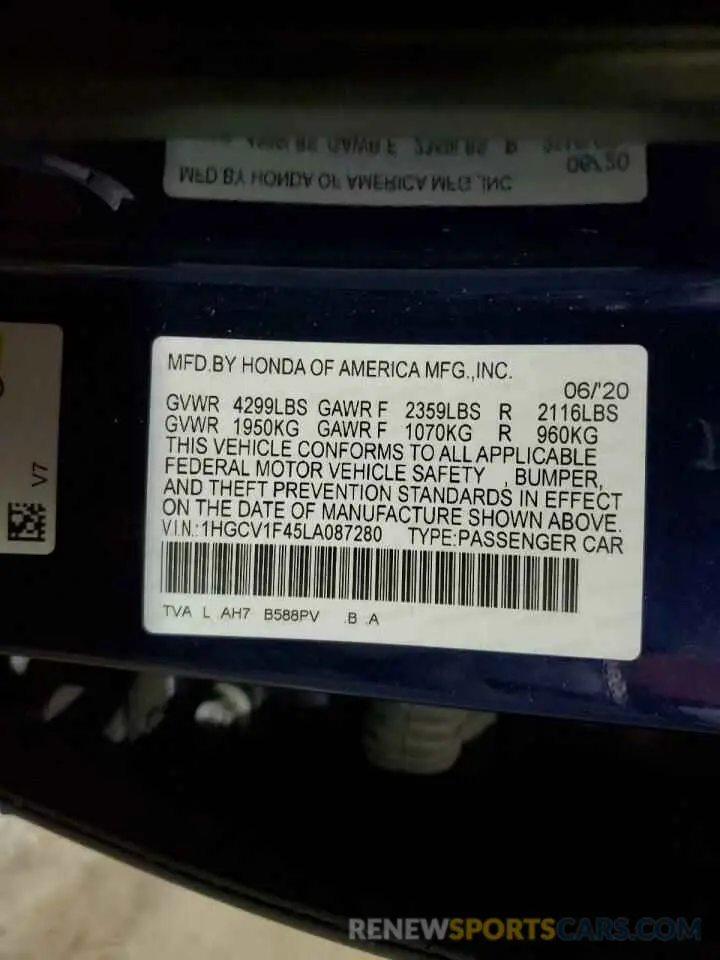 MFD BY HONDA OF AMERICA MFG.,INC
06/'20
V7
MFD.BY HONDA OF AMERICA MFG.,INC.
06/'20
GVWR 4299LBS GAWR F 2359LBS R 2116LBS
GVWR 1950KG GAWR F 1070KG R 960KG
THIS VEHICLE CONFORMS TO ALL APPLICABLE
FEDERAL MOTOR VEHICLE SAFETY , BUMPER,
AND THEFT PREVENTION STANDARDS IN EFFECT
ON THE DATE OF MANUFACTURE SHOWN ABOVE.
VIN.:1HGCV1F45LA087280 TYPE:PASSENGER CAR
TVA L AH7 B588PV .B .A
RENEWSPORTSCARS.COM